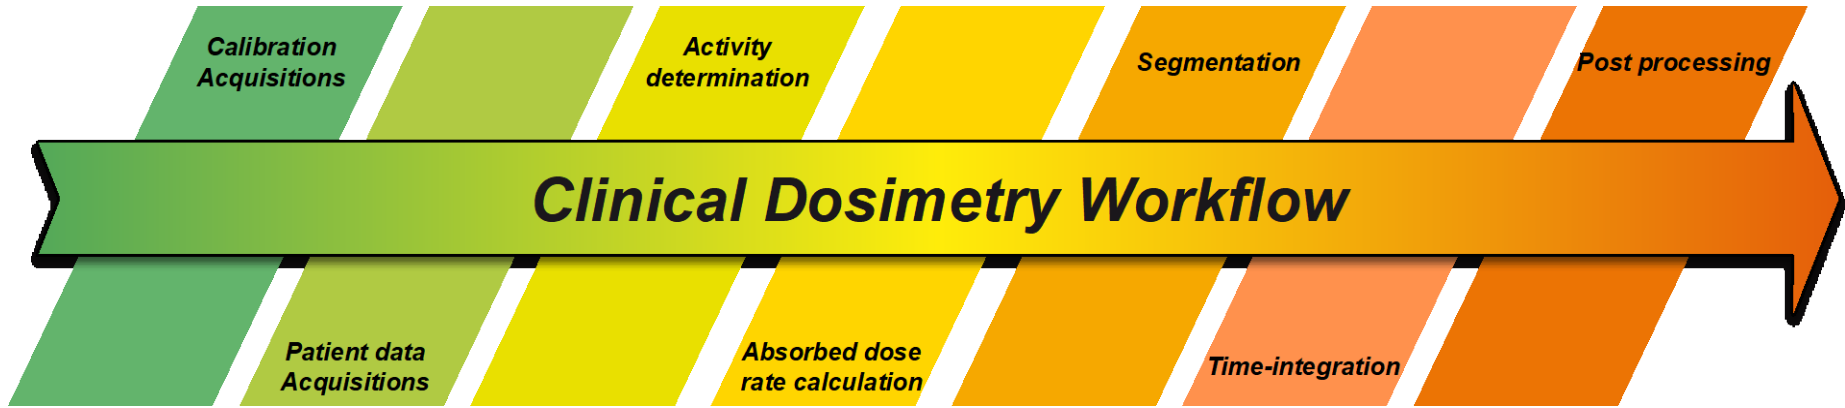 Calibration
Acquisitions
Activity
determination
Segmentation
Post processing
Clinical Dosimetry Workflow
Patient data
Acquisitions
Absorbed dose
rate calculation
Time-integration